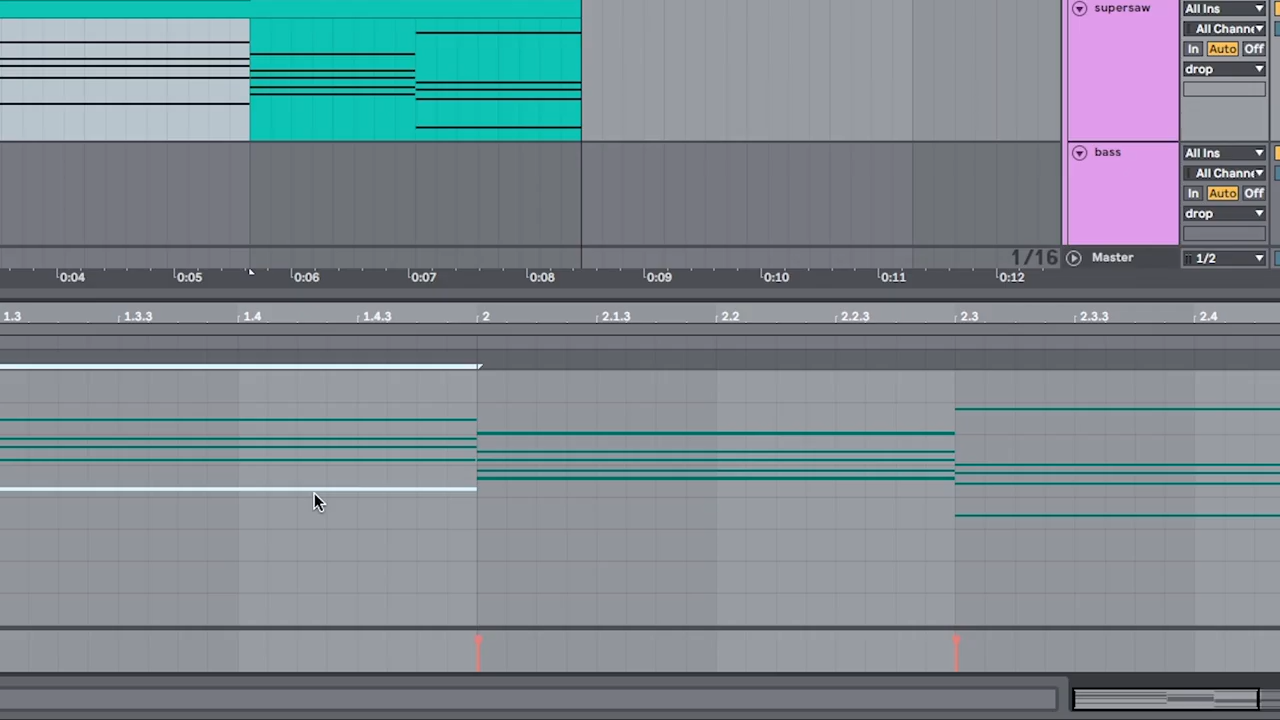 supersaw
All Ins
All Channe
In Auto Off
drop
bass
All Ins
All Channe
In Auto Off
drop
1/16
Master
1/2
0:04 0:05 0:06 0:07 0:08 0:09 0:10 0:11 0:12
1.3 1.3.3 1.4 1.4.3 2 2.1.3 2.2 2.2.3 2.3 2.3.3 2.4